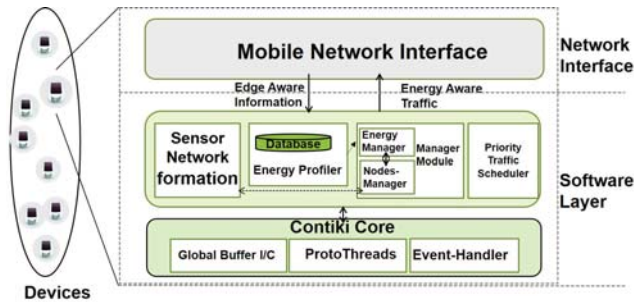 Mobile Network Interface
Network
Interface
Edge Aware
Information
Energy Aware
Traffic
Sensor
Network
formation
Database
Energy Profiler
Energy
Manager
Nodes-
Manager
Manager
Module
Priority
Traffic
Scheduler
Software
Layer
Contiki Core
Global Buffer I/C
ProtoThreads
Event-Handler
Devices